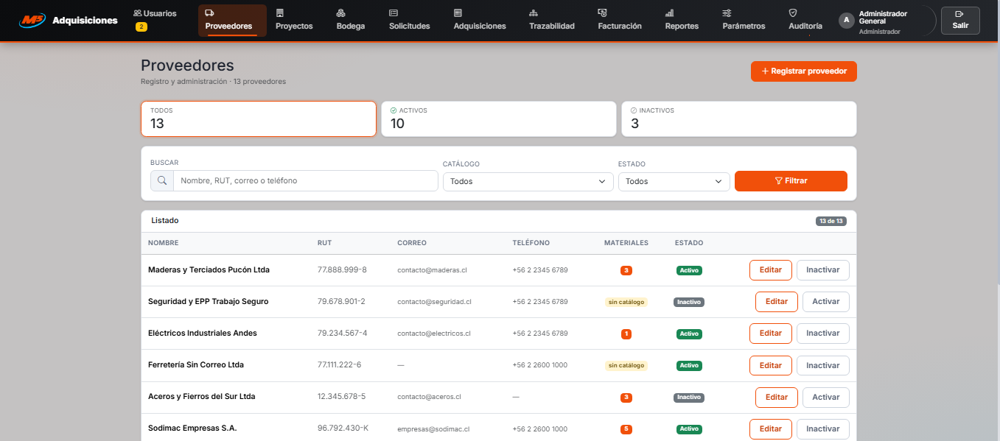 M3 Adquisiciones
Usuarios
2
Proveedores
Proyectos
Bodega
Solicitudes
Adquisiciones
Trazabilidad
Facturación
Reportes
Parámetros
Auditoría
A
Administrador General
Administrador
Salir
Proveedores
Registro y administración · 13 proveedores
+ Registrar proveedor
TODOS
13
ACTIVOS
10
INACTIVOS
3
BUSCAR
Nombre, RUT, correo o teléfono
CATÁLOGO
Todos
ESTADO
Todos
Filtrar
Listado
13 de 13
NOMBRE RUT CORREO TELÉFONO MATERIALES ESTADO
Maderas y Terciados Pucón Ltda 77.888.999-8 contacto@maderas.cl +56 2 2345 6789 3 Activo Editar Inactivar
Seguridad y EPP Trabajo Seguro 79.678.901-2 contacto@seguridad.cl +56 2 2345 6789 sin catálogo Inactivo Editar Activar
Eléctricos Industriales Andes 79.234.567-4 contacto@electricos.cl +56 2 2345 6789 1 Activo Editar Inactivar
Ferretería Sin Correo Ltda 77.111.222-6 — +56 2 2600 1000 sin catálogo Activo Editar Inactivar
Aceros y Fierros del Sur Ltda 12.345.678-5 contacto@aceros.cl — 3 Inactivo Editar Activar
Sodimac Empresas S.A. 96.792.430-K empresas@sodimac.cl +56 2 2600 1000 5 Activo Editar Inactivar